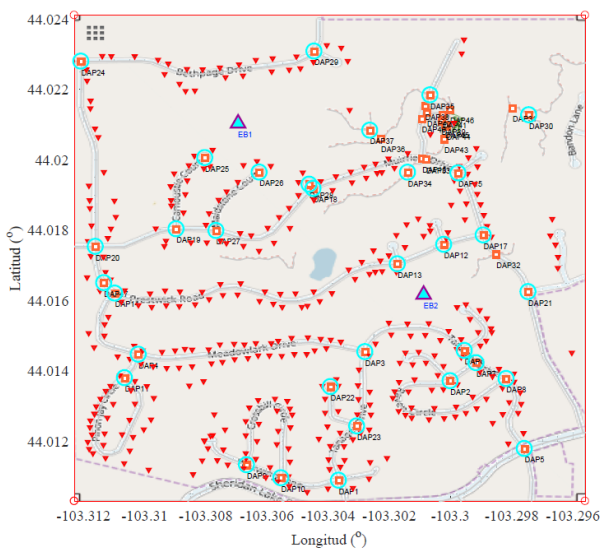 44.024
DAP29
Bethpage Drive
DAP24
44.022
DAP35
DAP30
EB1
DAP37
DAP36
DAP43
Bandon Lane
44.02
DAP25
DAP26
DAP34
DAP18
44.018
DAP19
DAP27
DAP17
DAP12
DAP20
DAP32
DAP13
DAP14
Prestwick Road
DAP21
44.016
EB2
Meadowlark Drive
DAP3
44.014
DAP11
DAP2
DAP8
DAP22
Circle
DAP23
44.012
DAP5
DAP9
DAP10
DAP1
Sheridan Lake
-103.312
-103.31
-103.308
-103.306
-103.304
-103.302
-103.3
-103.298
-103.296
Longitud (°)
Latitud (°)